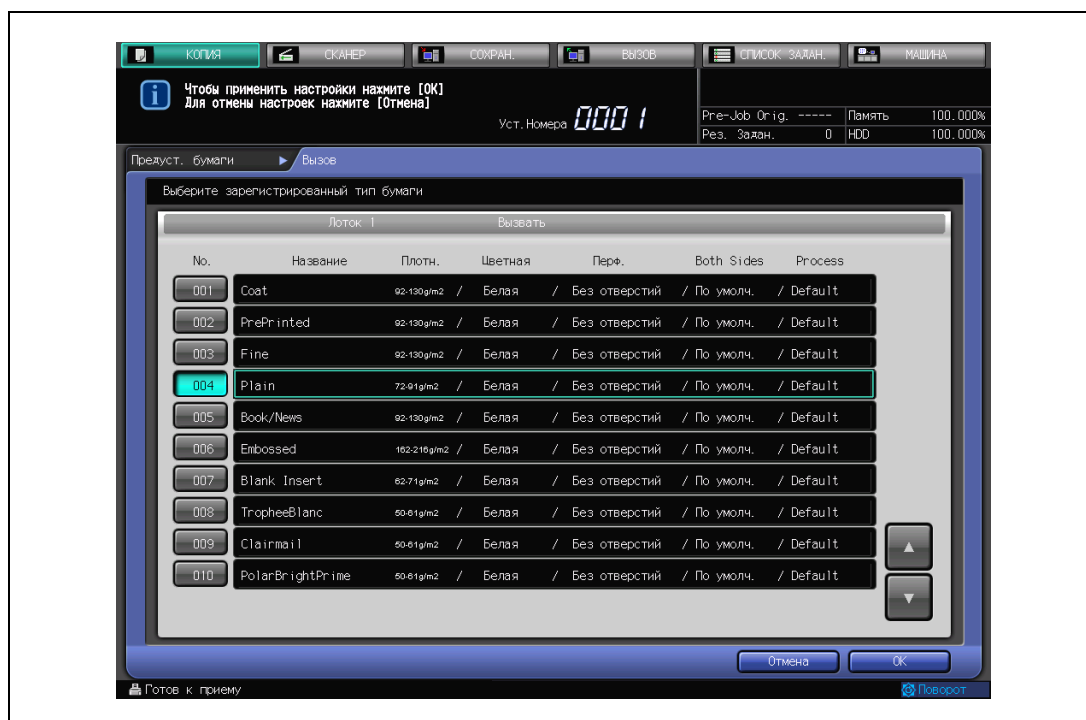 КОПИЯ СКАНЕР СОХРАН. ВЫЗОВ СПИСОК ЗАДАН. МАШИНА
Чтобы применить настройки нажмите [OK]
Для отмены настроек нажмите [Отмена]
Уст. Номера 0001
Pre-Job Orig. ----- Память 100.000%
Рез. Задан. 0 HDD 100.000%
Предуст. бумаги Вызов
Выберите зарегистрированный тип бумаги
Лоток 1 Вызвать
No. Название Плотн. Цветная Перф. Both Sides Process
001 Coat 92-130g/m2 / Белая / Без отверстий / По умолч. / Default
002 PrePrinted 92-130g/m2 / Белая / Без отверстий / По умолч. / Default
003 Fine 92-130g/m2 / Белая / Без отверстий / По умолч. / Default
004 Plain 72-91g/m2 / Белая / Без отверстий / По умолч. / Default
005 Book/News 92-130g/m2 / Белая / Без отверстий / По умолч. / Default
006 Embossed 162-216g/m2 / Белая / Без отверстий / По умолч. / Default
007 Blank Insert 62-71g/m2 / Белая / Без отверстий / По умолч. / Default
008 TropheeBlanc 50-61g/m2 / Белая / Без отверстий / По умолч. / Default
009 Clairmail 50-61g/m2 / Белая / Без отверстий / По умолч. / Default
010 PolarBrightPrime 50-61g/m2 / Белая / Без отверстий / По умолч. / Default
Отмена OK
Готов к приему Поворот